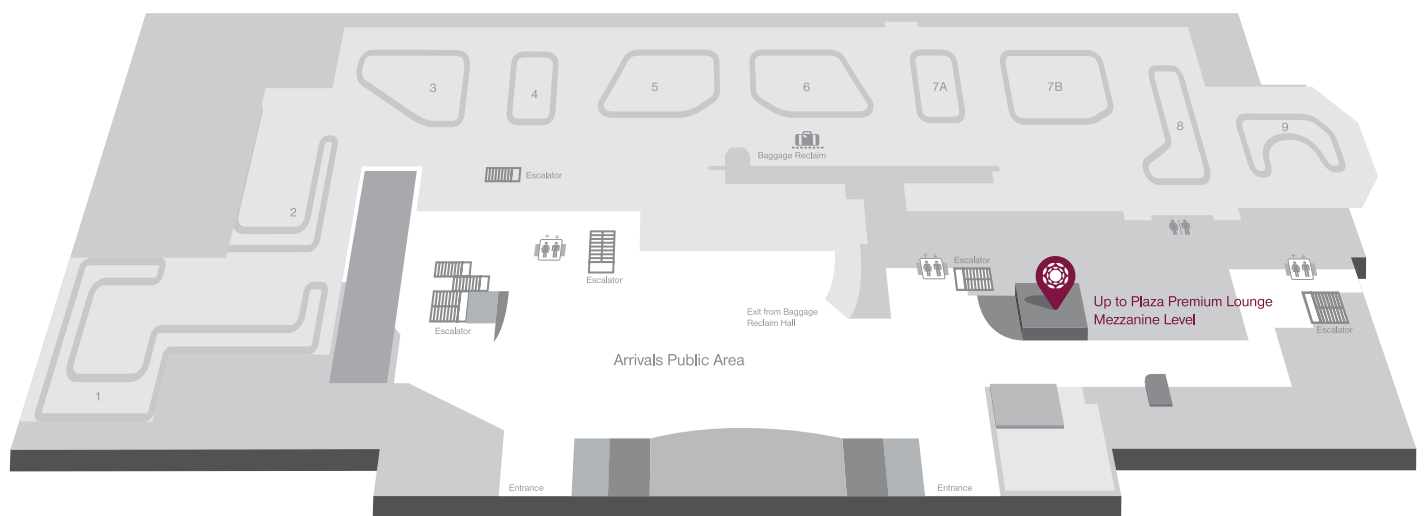 3
4
5
6
7A
7B
8
9
Baggage Reclaim
Escalator
2
Escalator
Escalator
Escalator
Exit from Baggage
Reclaim Hall
Up to Plaza Premium Lounge
Mezzanine Level
Escalator
Arrivals Public Area
1
Entrance
Entrance